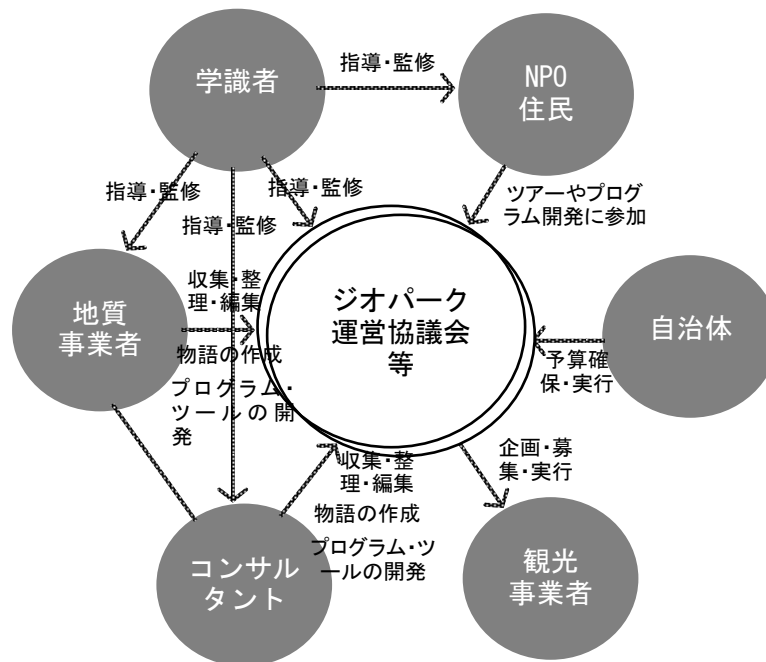 学識者
指導・監修
NPO
住民
指導・監修
指導・監修
指導・監修
ツアーやプログ
ラム開発に参加
地質
事業者
収集・整
理・編集
物語の作成
プログラム・
ツールの開
発
ジオパーク
運営協議会
等
自治体
予算確
保・実行
企画・募
集・実行
収集・整
理・編集
物語の作成
プログラム・ツ
ールの開発
コンサル
タント
観光
事業者